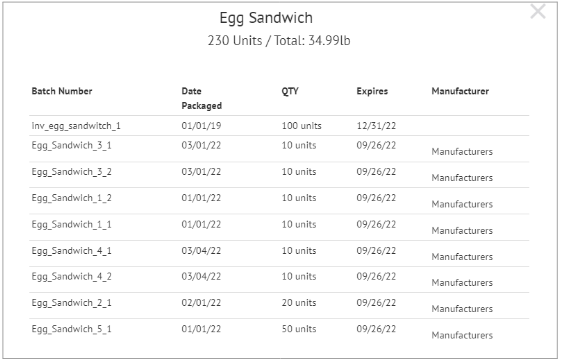 Egg Sandwich
230 Units / Total: 34.99lb
Batch Number Date Packaged QTY Expires Manufacturer
inv_egg_sandwitch_1 01/01/19 100 units 12/31/22
Egg_Sandwich_3_1 03/01/22 10 units 09/26/22 Manufacturers
Egg_Sandwich_3_2 03/01/22 10 units 09/26/22 Manufacturers
Egg_Sandwich_1_2 01/01/22 10 units 09/26/22 Manufacturers
Egg_Sandwich_1_1 01/01/22 10 units 09/26/22 Manufacturers
Egg_Sandwich_4_1 03/04/22 10 units 09/26/22 Manufacturers
Egg_Sandwich_4_2 03/04/22 10 units 09/26/22 Manufacturers
Egg_Sandwich_2_1 02/01/22 20 units 09/26/22 Manufacturers
Egg_Sandwich_5_1 01/01/22 50 units 09/26/22 Manufacturers